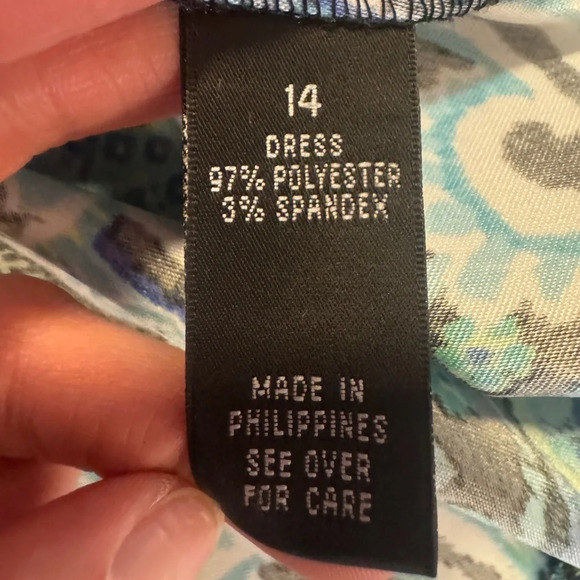 14
DRESS
97% POLYESTER
3% SPANDEX
MADE IN
PHILIPPINES
SEE OVER
FOR CARE